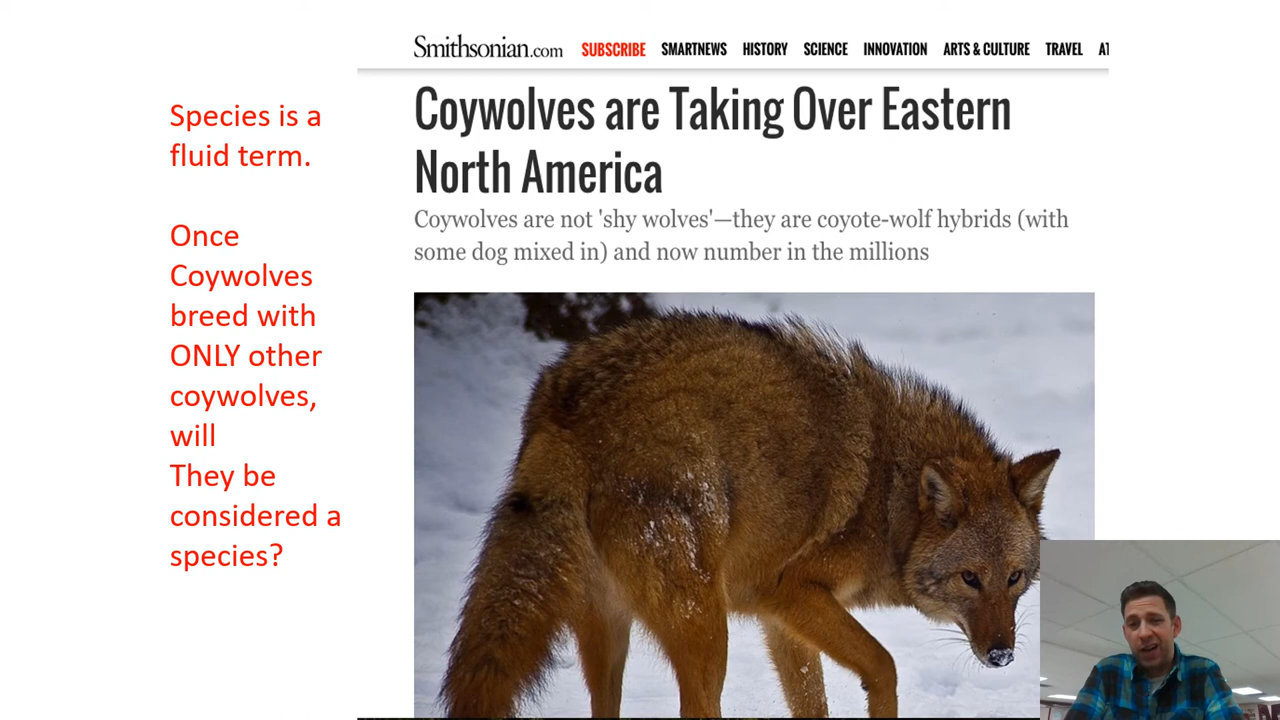 Smithsonian.com SUBSCRIBE SMARTNEWS HISTORY SCIENCE INNOVATION ARTS & CULTURE TRAVEL AT
Coywolves are Taking Over Eastern
North America
Coywolves are not 'shy wolves'—they are coyote-wolf hybrids (with
some dog mixed in) and now number in the millions
Species is a
fluid term.
Once
Coywolves
breed with
ONLY other
coywolves,
will
They be
considered a
species?